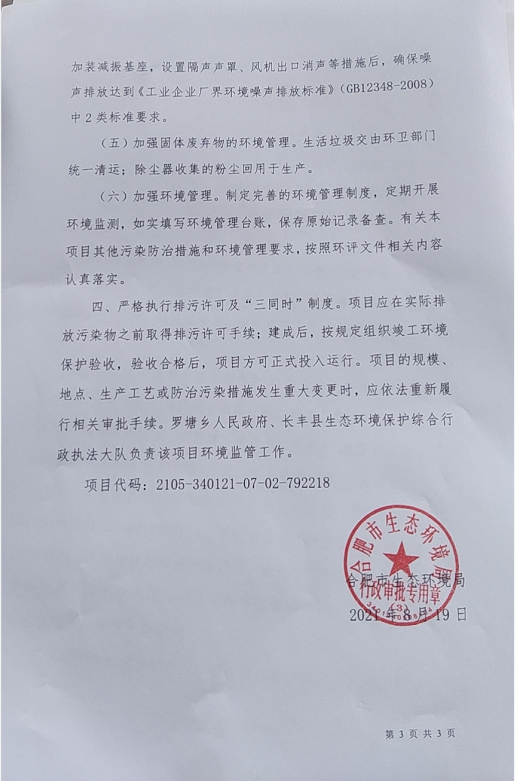 加装减振基座，设置隔声声罩、风机出口消声等措施后，确保噪
声排放达到《工业企业厂界环境噪声排放标准》（GB12348-2008）
中2类标准要求。
（五）加强固体废弃物的环境管理。生活垃圾交由环卫部门
统一清运；除尘器收集的粉尘回用于生产。
（六）加强环境管理。制定完善的环境管理制度，定期开展
环境监测，如实填写环境管理台账，保存原始记录备查。有关本
项目其他污染防治措施和环境管理要求，按照环评文件相关内容
认真落实。
四、严格执行排污许可及“三同时”制度。项目应在实际排
放污染物之前取得排污许可手续；建成后，按规定组织竣工环境
保护验收，验收合格后，项目方可正式投入运行。项目的规模、
地点、生产工艺或防治污染措施发生重大变更时，应依法重新履
行相关审批手续。罗塘乡人民政府、长丰县生态环境保护综合行
政执法大队负责该项目环境监管工作。
项目代码：2105-340121-07-02-792218
合肥市生态环境局
合肥市生态环境局
行政审批专用章
（3）
2021年8月19日
第3页共3页